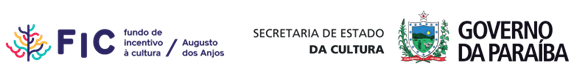 FIC
fundo de
incentivo
à cultura / Augusto
dos Anjos
SECRETARIA DE ESTADO
DA CULTURA
GOVERNO
DA PARAÍBA